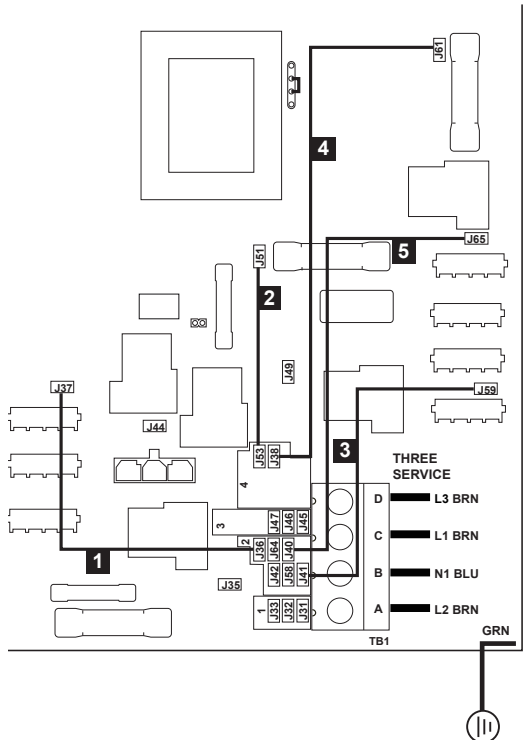 J61
4
J65
5
J51
2
J49
J37
J59
J44
J53
J38
3
THREE
SERVICE
4
D
L3 BRN
J47
J46
J45
3
C
L1 BRN
2
J36
J64
J40
1
J42
J58
J41
B
N1 BLU
J35
1
J33
J32
J31
A
L2 BRN
TB1
GRN